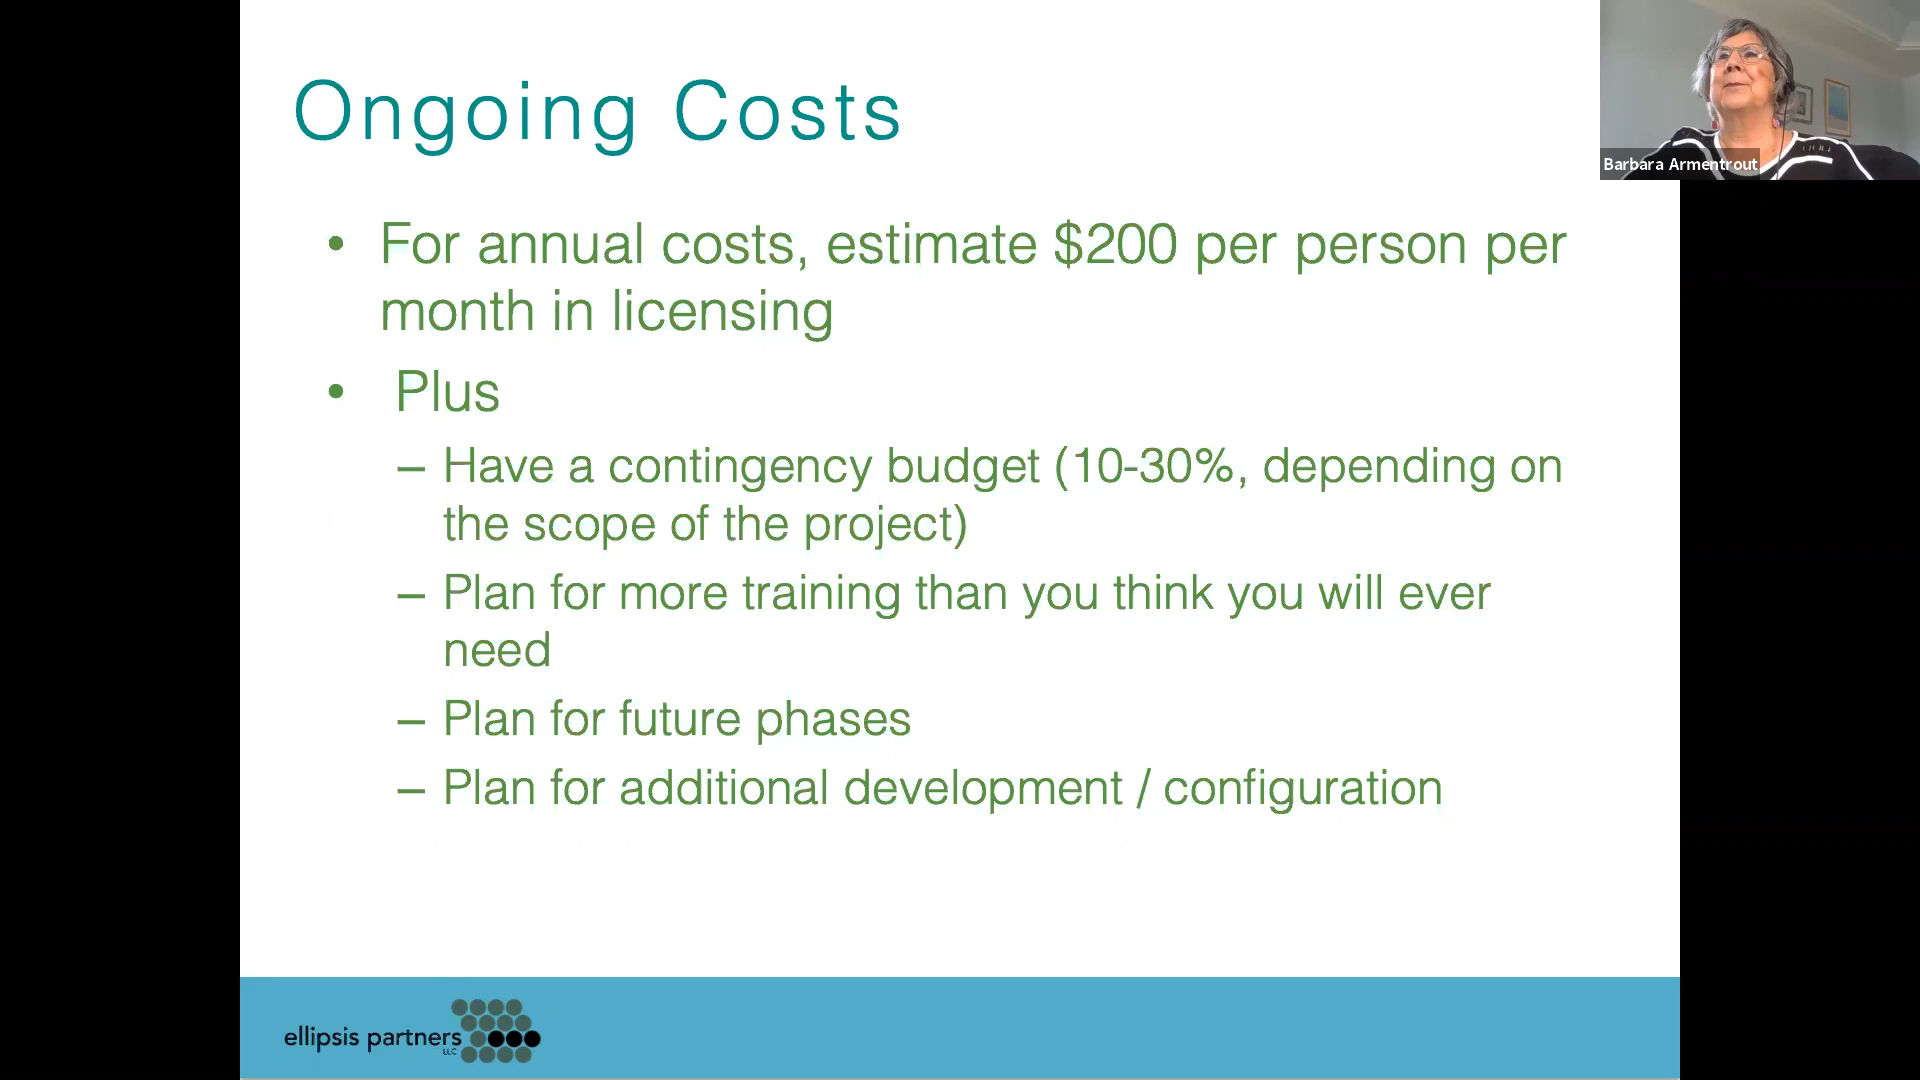 Ongoing Costs
Barbara Armentrout
• For annual costs, estimate $200 per person per
month in licensing
• Plus
– Have a contingency budget (10-30%, depending on
the scope of the project)
– Plan for more training than you think you will ever
need
– Plan for future phases
– Plan for additional development / configuration
ellipsis partners
LLC